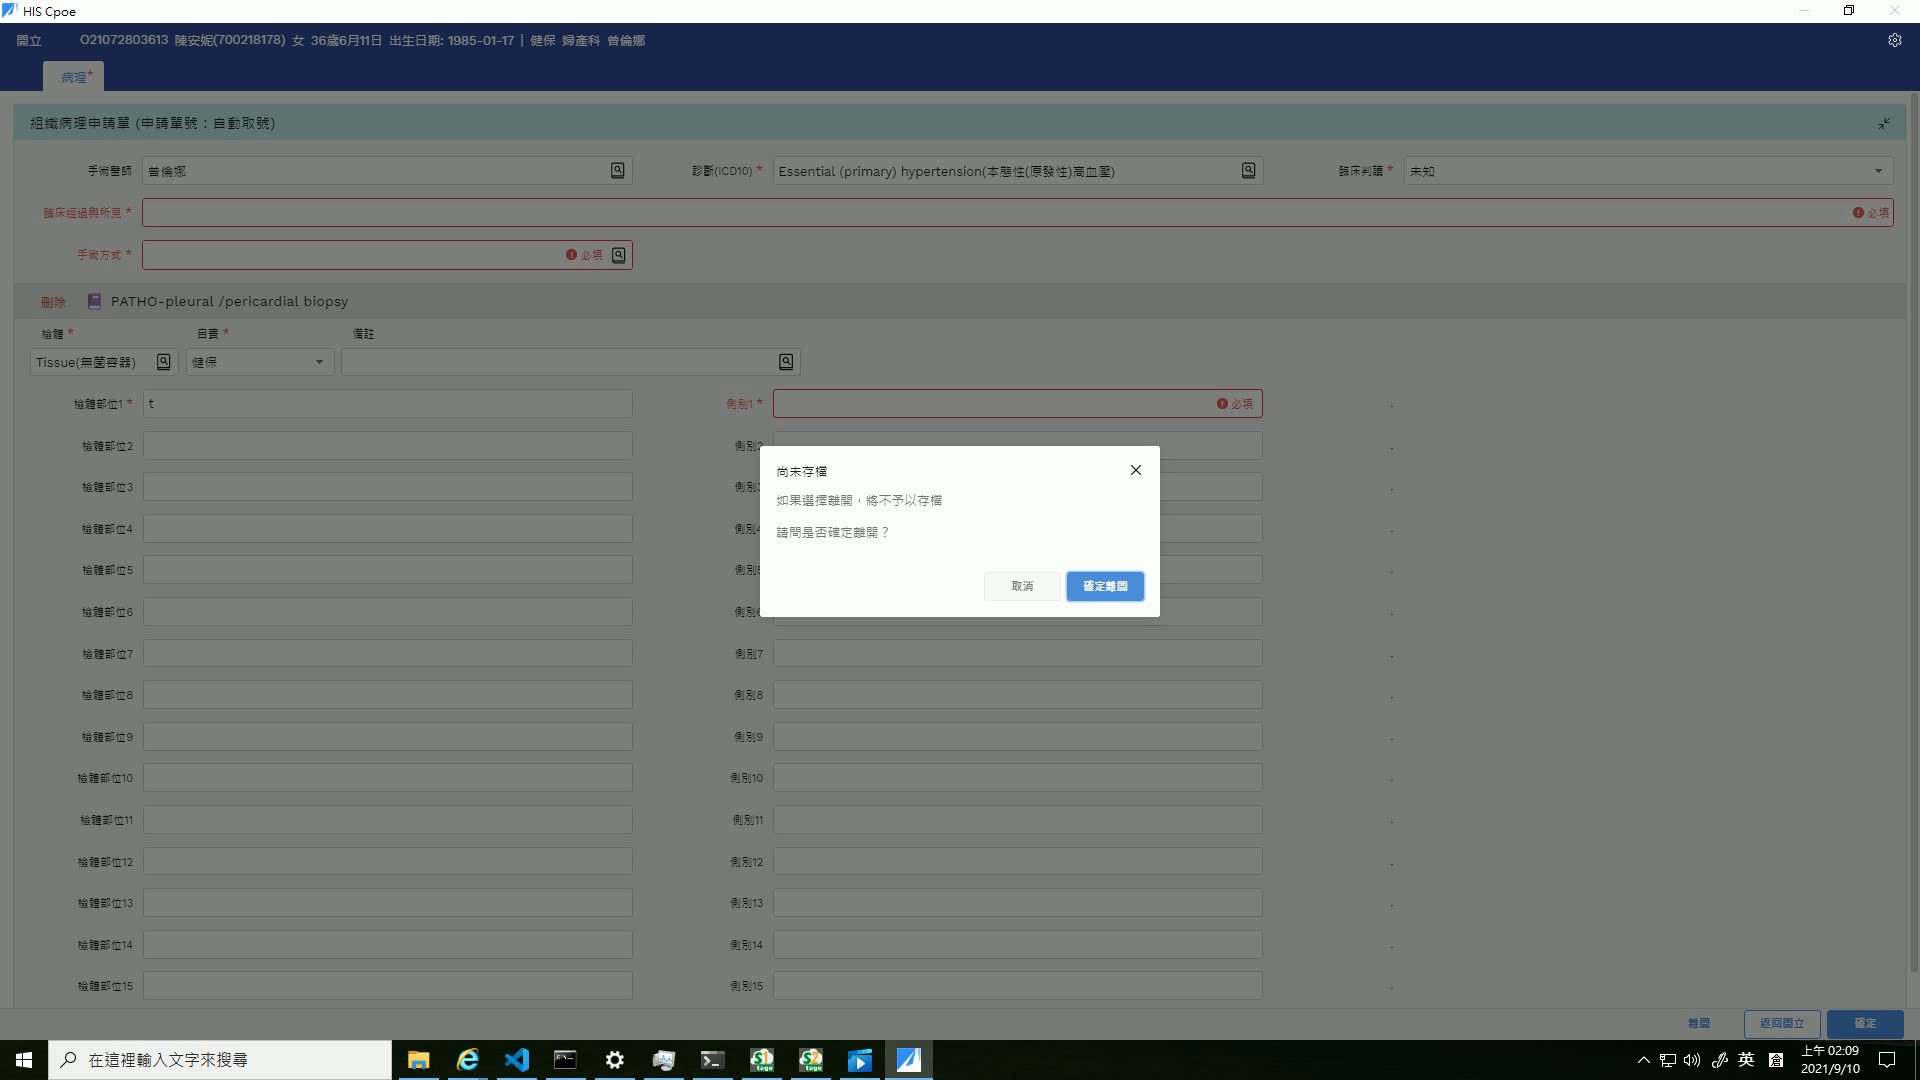 HIS Cpoe
開立 O21072803613 陳安妮(700218178) 女 36歲6月11日 出生日期: 1985-01-17 | 健保 婦產科 曾倫娜
病理*
組織病理申請單 (申請單號：自動取號)
手術醫師 曾倫娜 診斷(ICD10) * Essential (primary) hypertension(本態性(原發性)高血壓) 臨床判讀 * 未知
臨床經過與所見 * 必填
手術方式 * 必填
刪除 PATHO-pleural /pericardial biopsy
檢體 * 自費 * 備註
Tissue(無菌容器) 健保
檢體部位1 * t 側別1 * 必填 .
檢體部位2 側別2 .
檢體部位3 側別3 .
檢體部位4 側別4 .
檢體部位5 側別5 .
檢體部位6 側別6 .
檢體部位7 側別7 .
檢體部位8 側別8 .
檢體部位9 側別9 .
檢體部位10 側別10 .
檢體部位11 側別11 .
檢體部位12 側別12 .
檢體部位13 側別13 .
檢體部位14 側別14 .
檢體部位15 側別15 .
尚未存檔
如果選擇離開，將不予以存檔
請問是否確定離開？
取消 確定離開
離開 返回開立 確定
在這裡輸入文字來搜尋
英 上午 02:09
2021/9/10